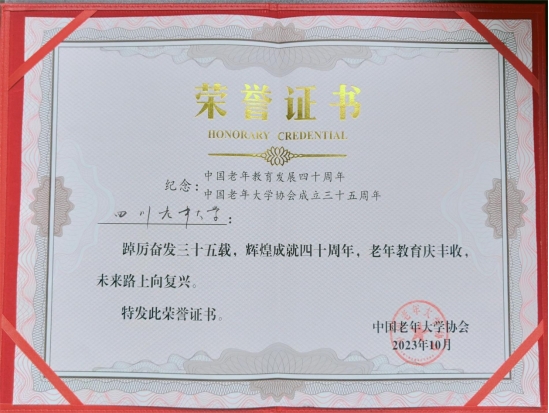 荣誉证书
HONORARY CREDENTIAL
纪念：
中国老年教育发展四十周年
中国老年大学协会成立三十五周年
四川老年大学：
踔厉奋发三十五载，辉煌成就四十周年，老年教育庆丰收，
未来路上向复兴。
特发此荣誉证书。
中国老年大学协会
2023年10月